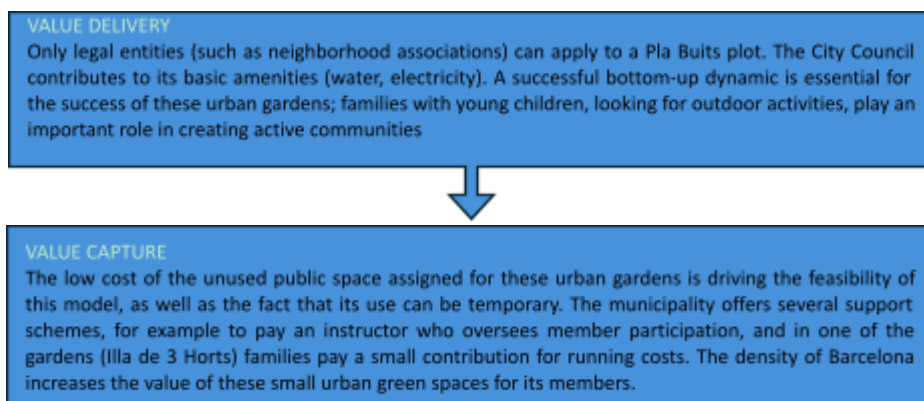 VALUE DELIVERY
Only legal entities (such as neighborhood associations) can apply to a Pla Buits plot. The City Council
contributes to its basic amenities (water, electricity). A successful bottom-up dynamic is essential for
the success of these urban gardens; families with young children, looking for outdoor activities, play an
important role in creating active communities
VALUE CAPTURE
The low cost of the unused public space assigned for these urban gardens is driving the feasibility of
this model, as well as the fact that its use can be temporary. The municipality offers several support
schemes, for example to pay an instructor who oversees member participation, and in one of the
gardens (Illa de 3 Horts) families pay a small contribution for running costs. The density of Barcelona
increases the value of these small urban green spaces for its members.